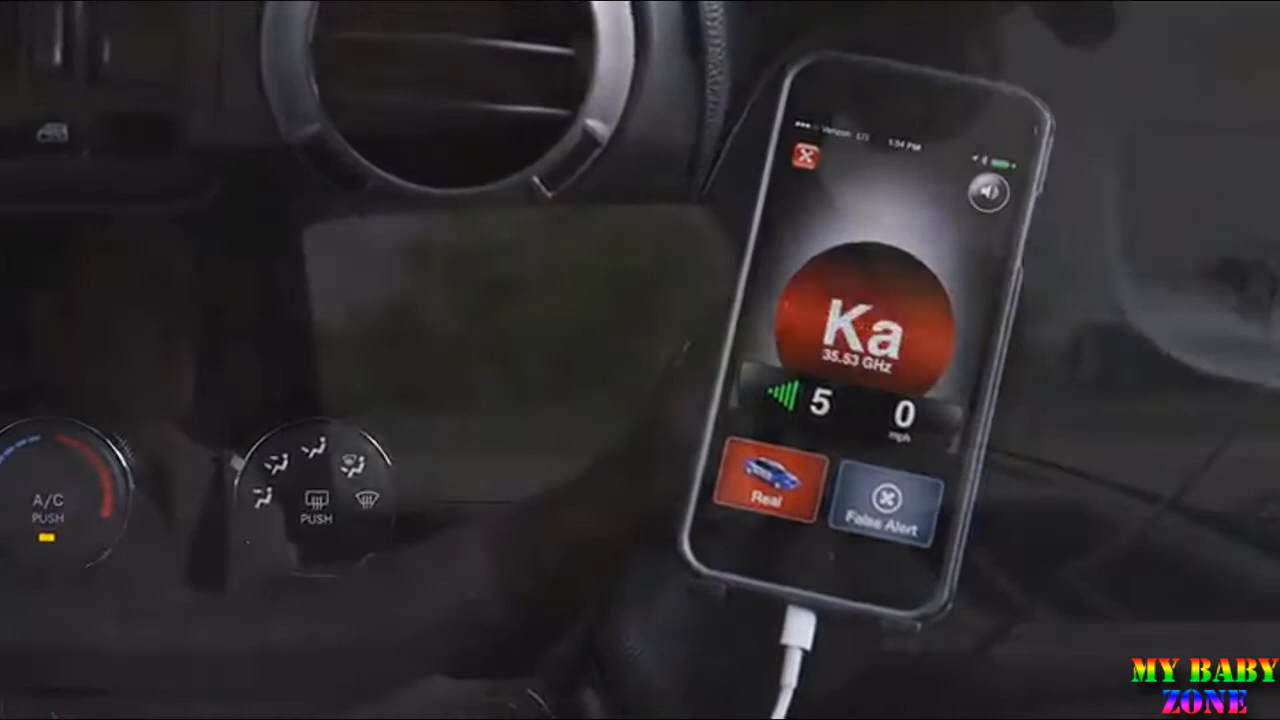 Verizon LTE 1:34 PM
Ka
35.53 GHz
5 0
mph
Real
False Alert
A/C
PUSH
PUSH
MY BABY
ZONE